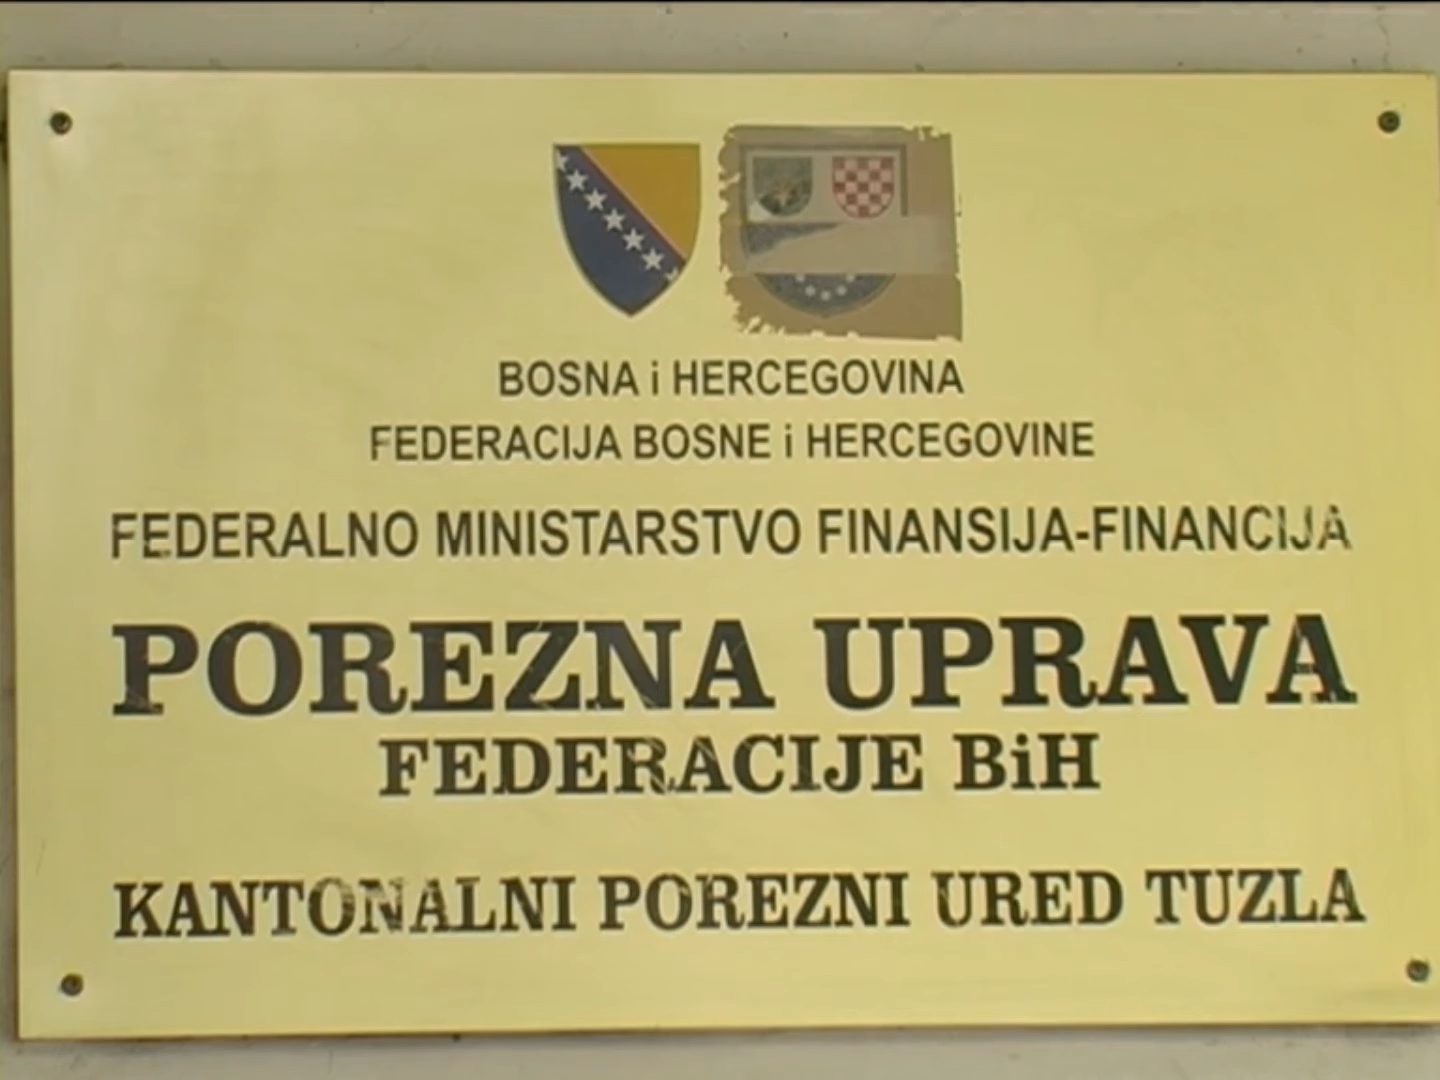 BOSNA i HERCEGOVINA
FEDERACIJA BOSNE i HERCEGOVINE
FEDERALNO MINISTARSTVO FINANSIJA-FINANCIJA
POREZNA UPRAVA
FEDERACIJE BiH
KANTONALNI POREZNI URED TUZLA